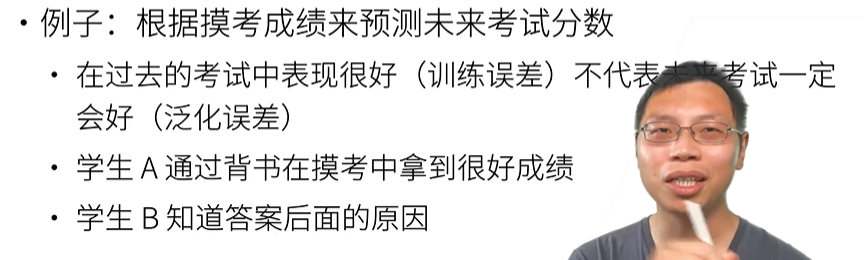 • 例子：根据摸考成绩来预测未来考试分数
• 在过去的考试中表现很好（训练误差）不代表未来考试一定
会好（泛化误差）
• 学生 A 通过背书在摸考中拿到很好成绩
• 学生 B 知道答案后面的原因